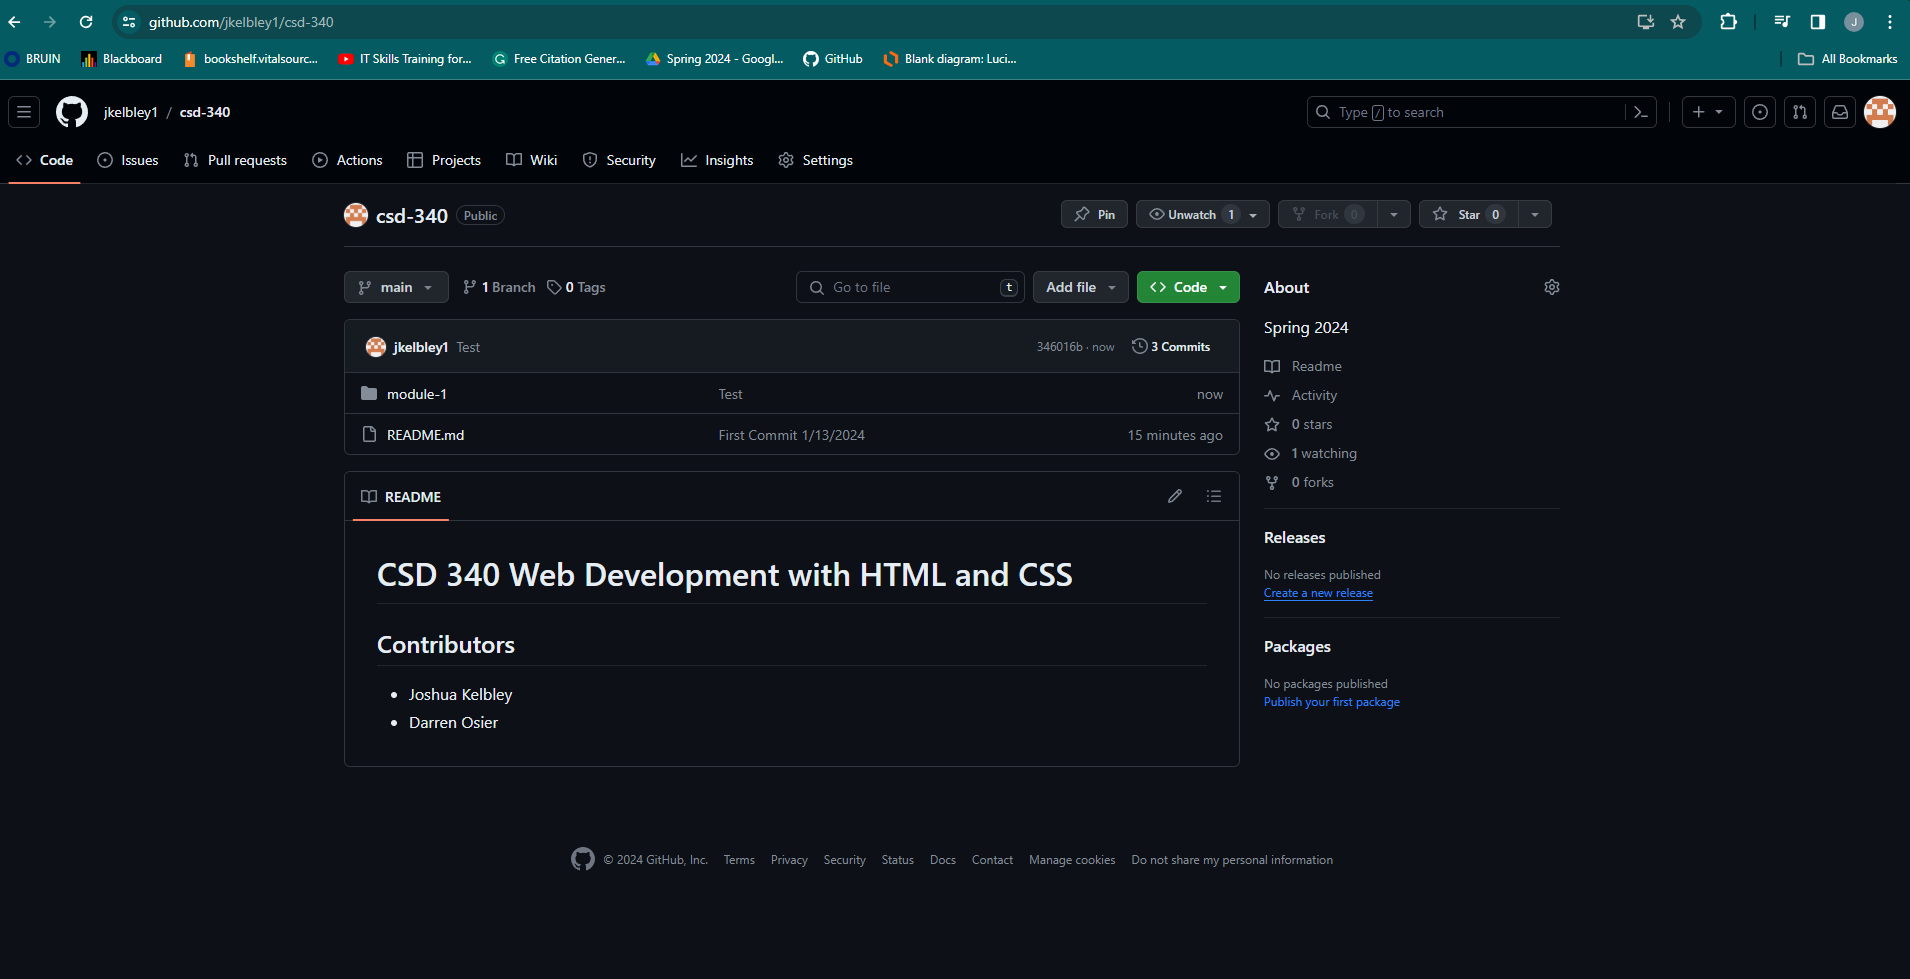 github.com/jkelbley1/csd-340
BRUIN Blackboard bookshelf.vitalsourc... IT Skills Training for... Free Citation Gener... Spring 2024 - Googl... GitHub Blank diagram: Luci... All Bookmarks
jkelbley1 / csd-340 Type / to search
Code Issues Pull requests Actions Projects Wiki Security Insights Settings
csd-340 Public Pin Unwatch 1 Fork 0 Star 0
main 1 Branch 0 Tags Go to file t Add file Code
jkelbley1 Test 346016b · now 3 Commits
module-1 Test now
README.md First Commit 1/13/2024 15 minutes ago
README
CSD 340 Web Development with HTML and CSS
Contributors
• Joshua Kelbley
• Darren Osier
About
Spring 2024
Readme
Activity
0 stars
1 watching
0 forks
Releases
No releases published
Create a new release
Packages
No packages published
Publish your first package
© 2024 GitHub, Inc. Terms Privacy Security Status Docs Contact Manage cookies Do not share my personal information